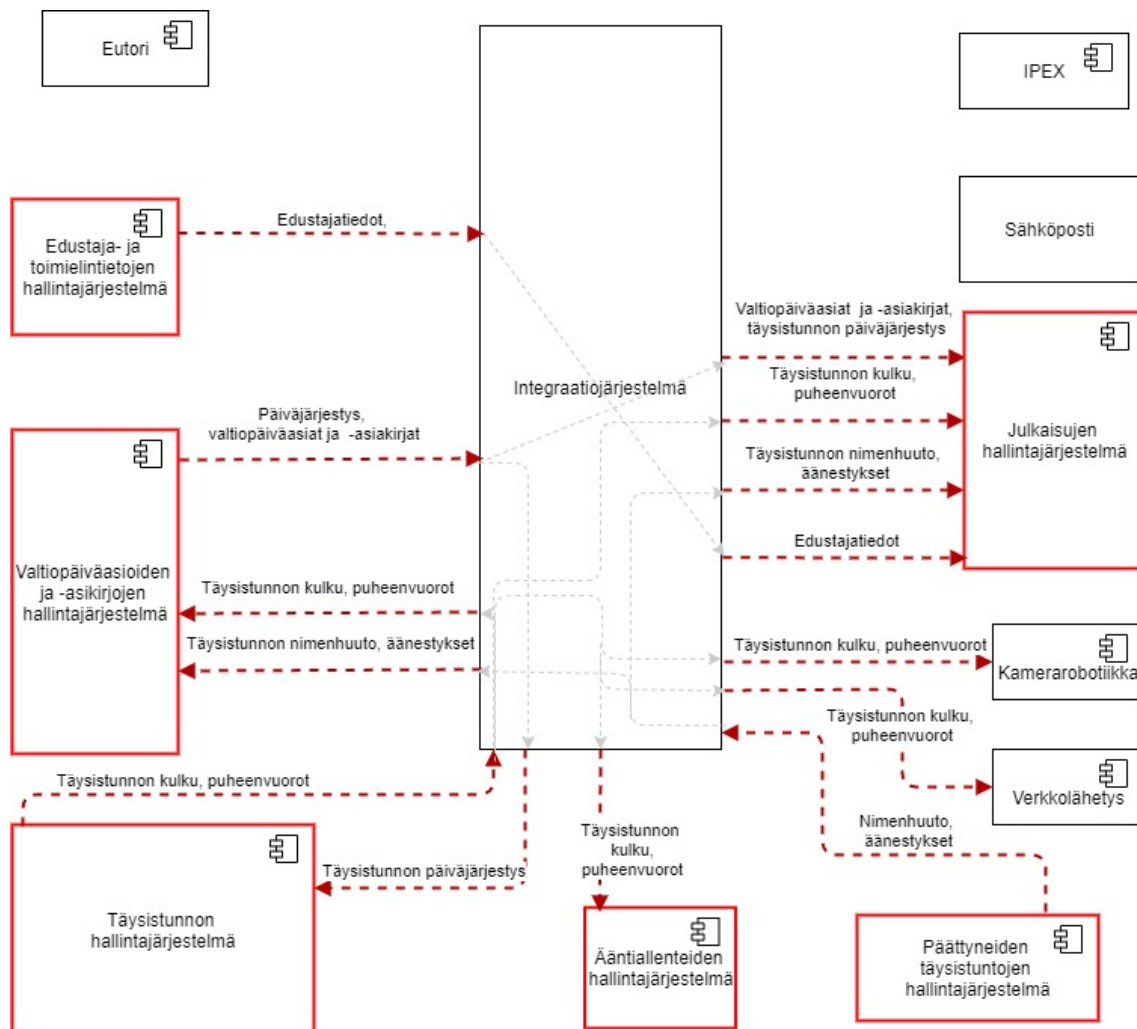 Eutori
IPEX
Edustajatiedot,
Edustaja- ja
toimielintietojen
hallintajärjestelmä
Sähköposti
Valtiopäiväasiat ja -asiakirjat,
täysistunnon päiväjärjestys
Integraatiojärjestelmä
Täysistunnon kulku,
puheenvuorot
Päiväjärjestys,
valtiopäiväasiat ja -asiakirjat
Julkaisujen
hallintajärjestelmä
Täysistunnon nimenhuuto,
äänestykset
Edustajatiedot
Valtiopäiväasioiden
ja -asikirjojen
hallintajärjestelmä
Täysistunnon kulku, puheenvuorot
Täysistunnon nimenhuuto, äänestykset
Täysistunnon kulku, puheenvuorot
Kamerarobotiikka
Täysistunnon kulku,
puheenvuorot
Täysistunnon kulku, puheenvuorot
Verkkolähetys
Nimenhuuto,
äänestykset
Täysistunnon
kulku,
puheenvuorot
Täysistunnon päiväjärjestys
Täysistunnon
hallintajärjestelmä
Ääntiallenteiden
hallintajärjestelmä
Päättyneiden
täysistuntojen
hallintajärjestelmä